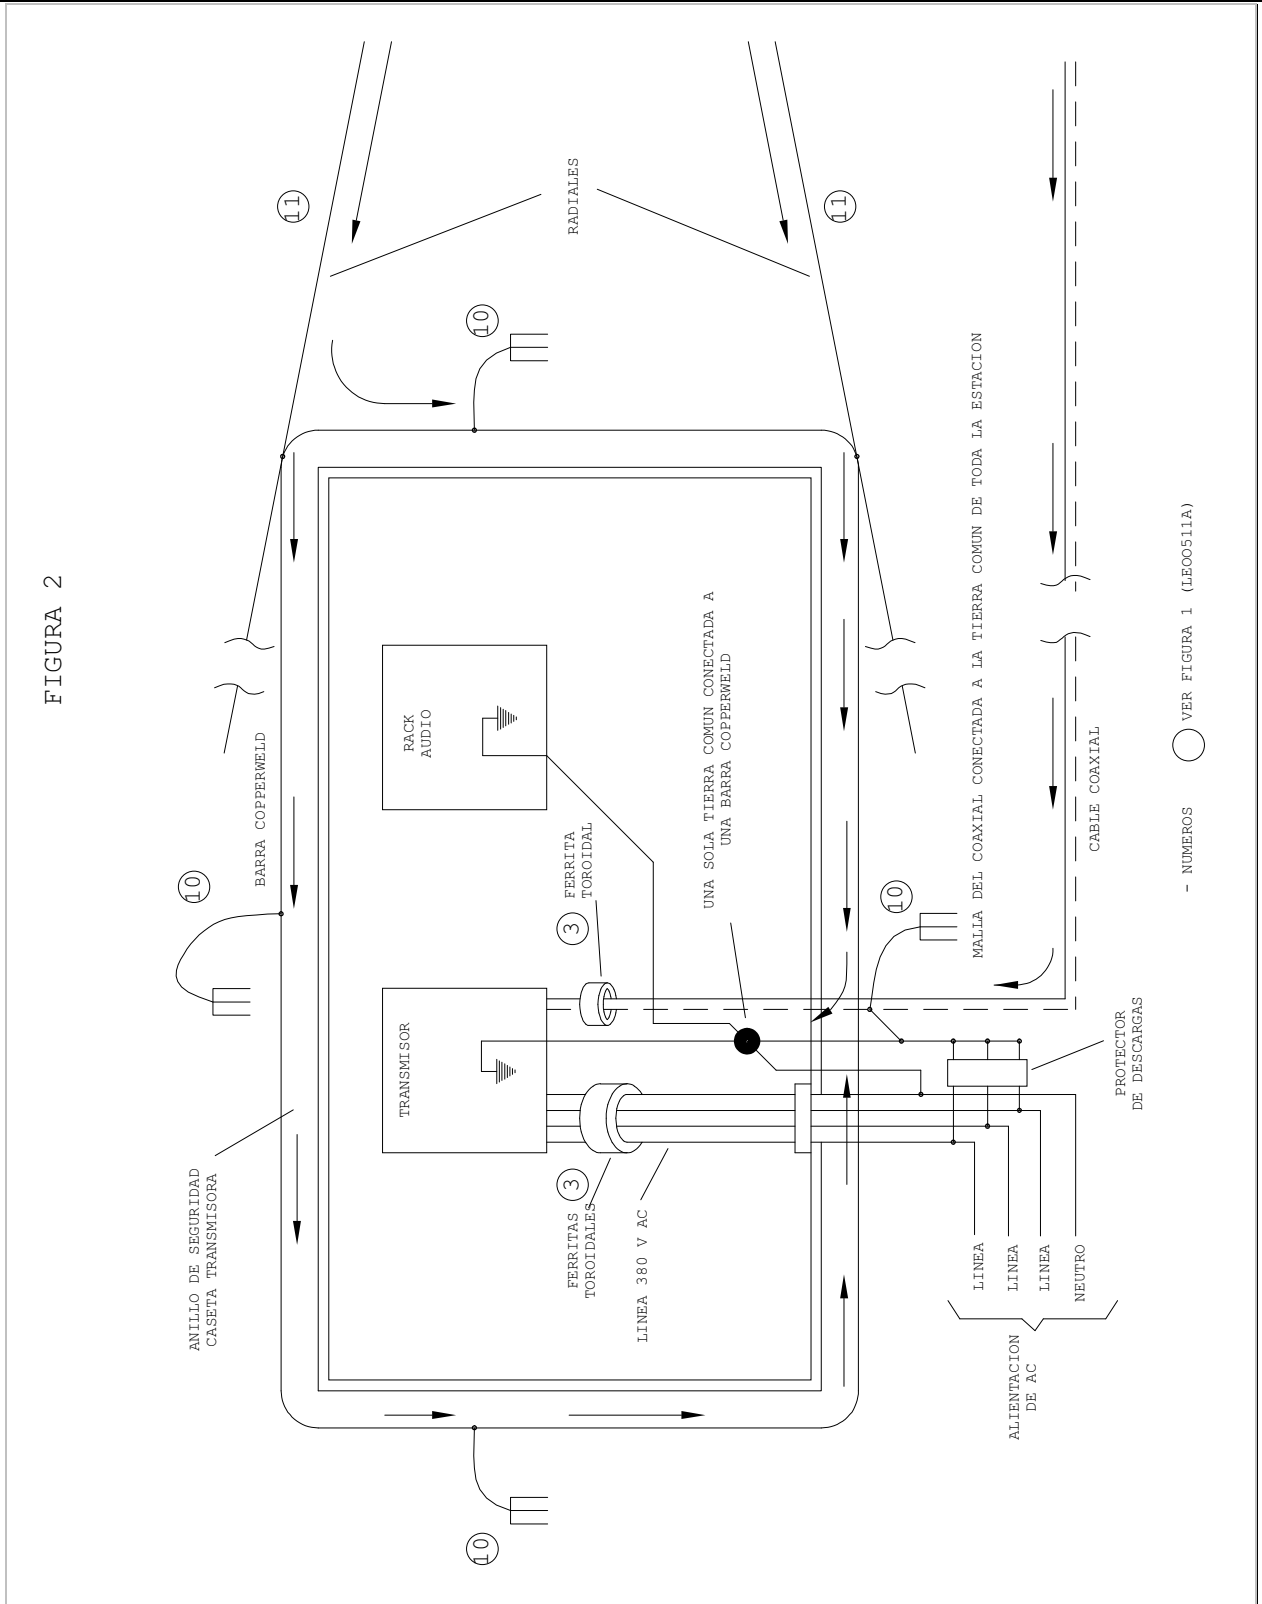 FIGURA 2
ANILLO DE SEGURIDAD
CASETA TRANSMISORA
10
BARRA COPPERWELD
11
TRANSMISOR
RACK
AUDIO
10
10
RADIALES
3
FERRITAS
TOROIDALES
LINEA 380 V AC
3
FERRITA
TOROIDAL
UNA SOLA TIERRA COMUN CONECTADA A
UNA BARRA COPPERWELD
11
10
MALLA DEL COAXIAL CONECTADA A LA TIERRA COMUN DE TODA LA ESTACION
LINEA
LINEA
LINEA
NEUTRO
ALIENTACION
DE AC
PROTECTOR
DE DESCARGAS
CABLE COAXIAL
- NUMEROS VER FIGURA 1 (LEO0511A)